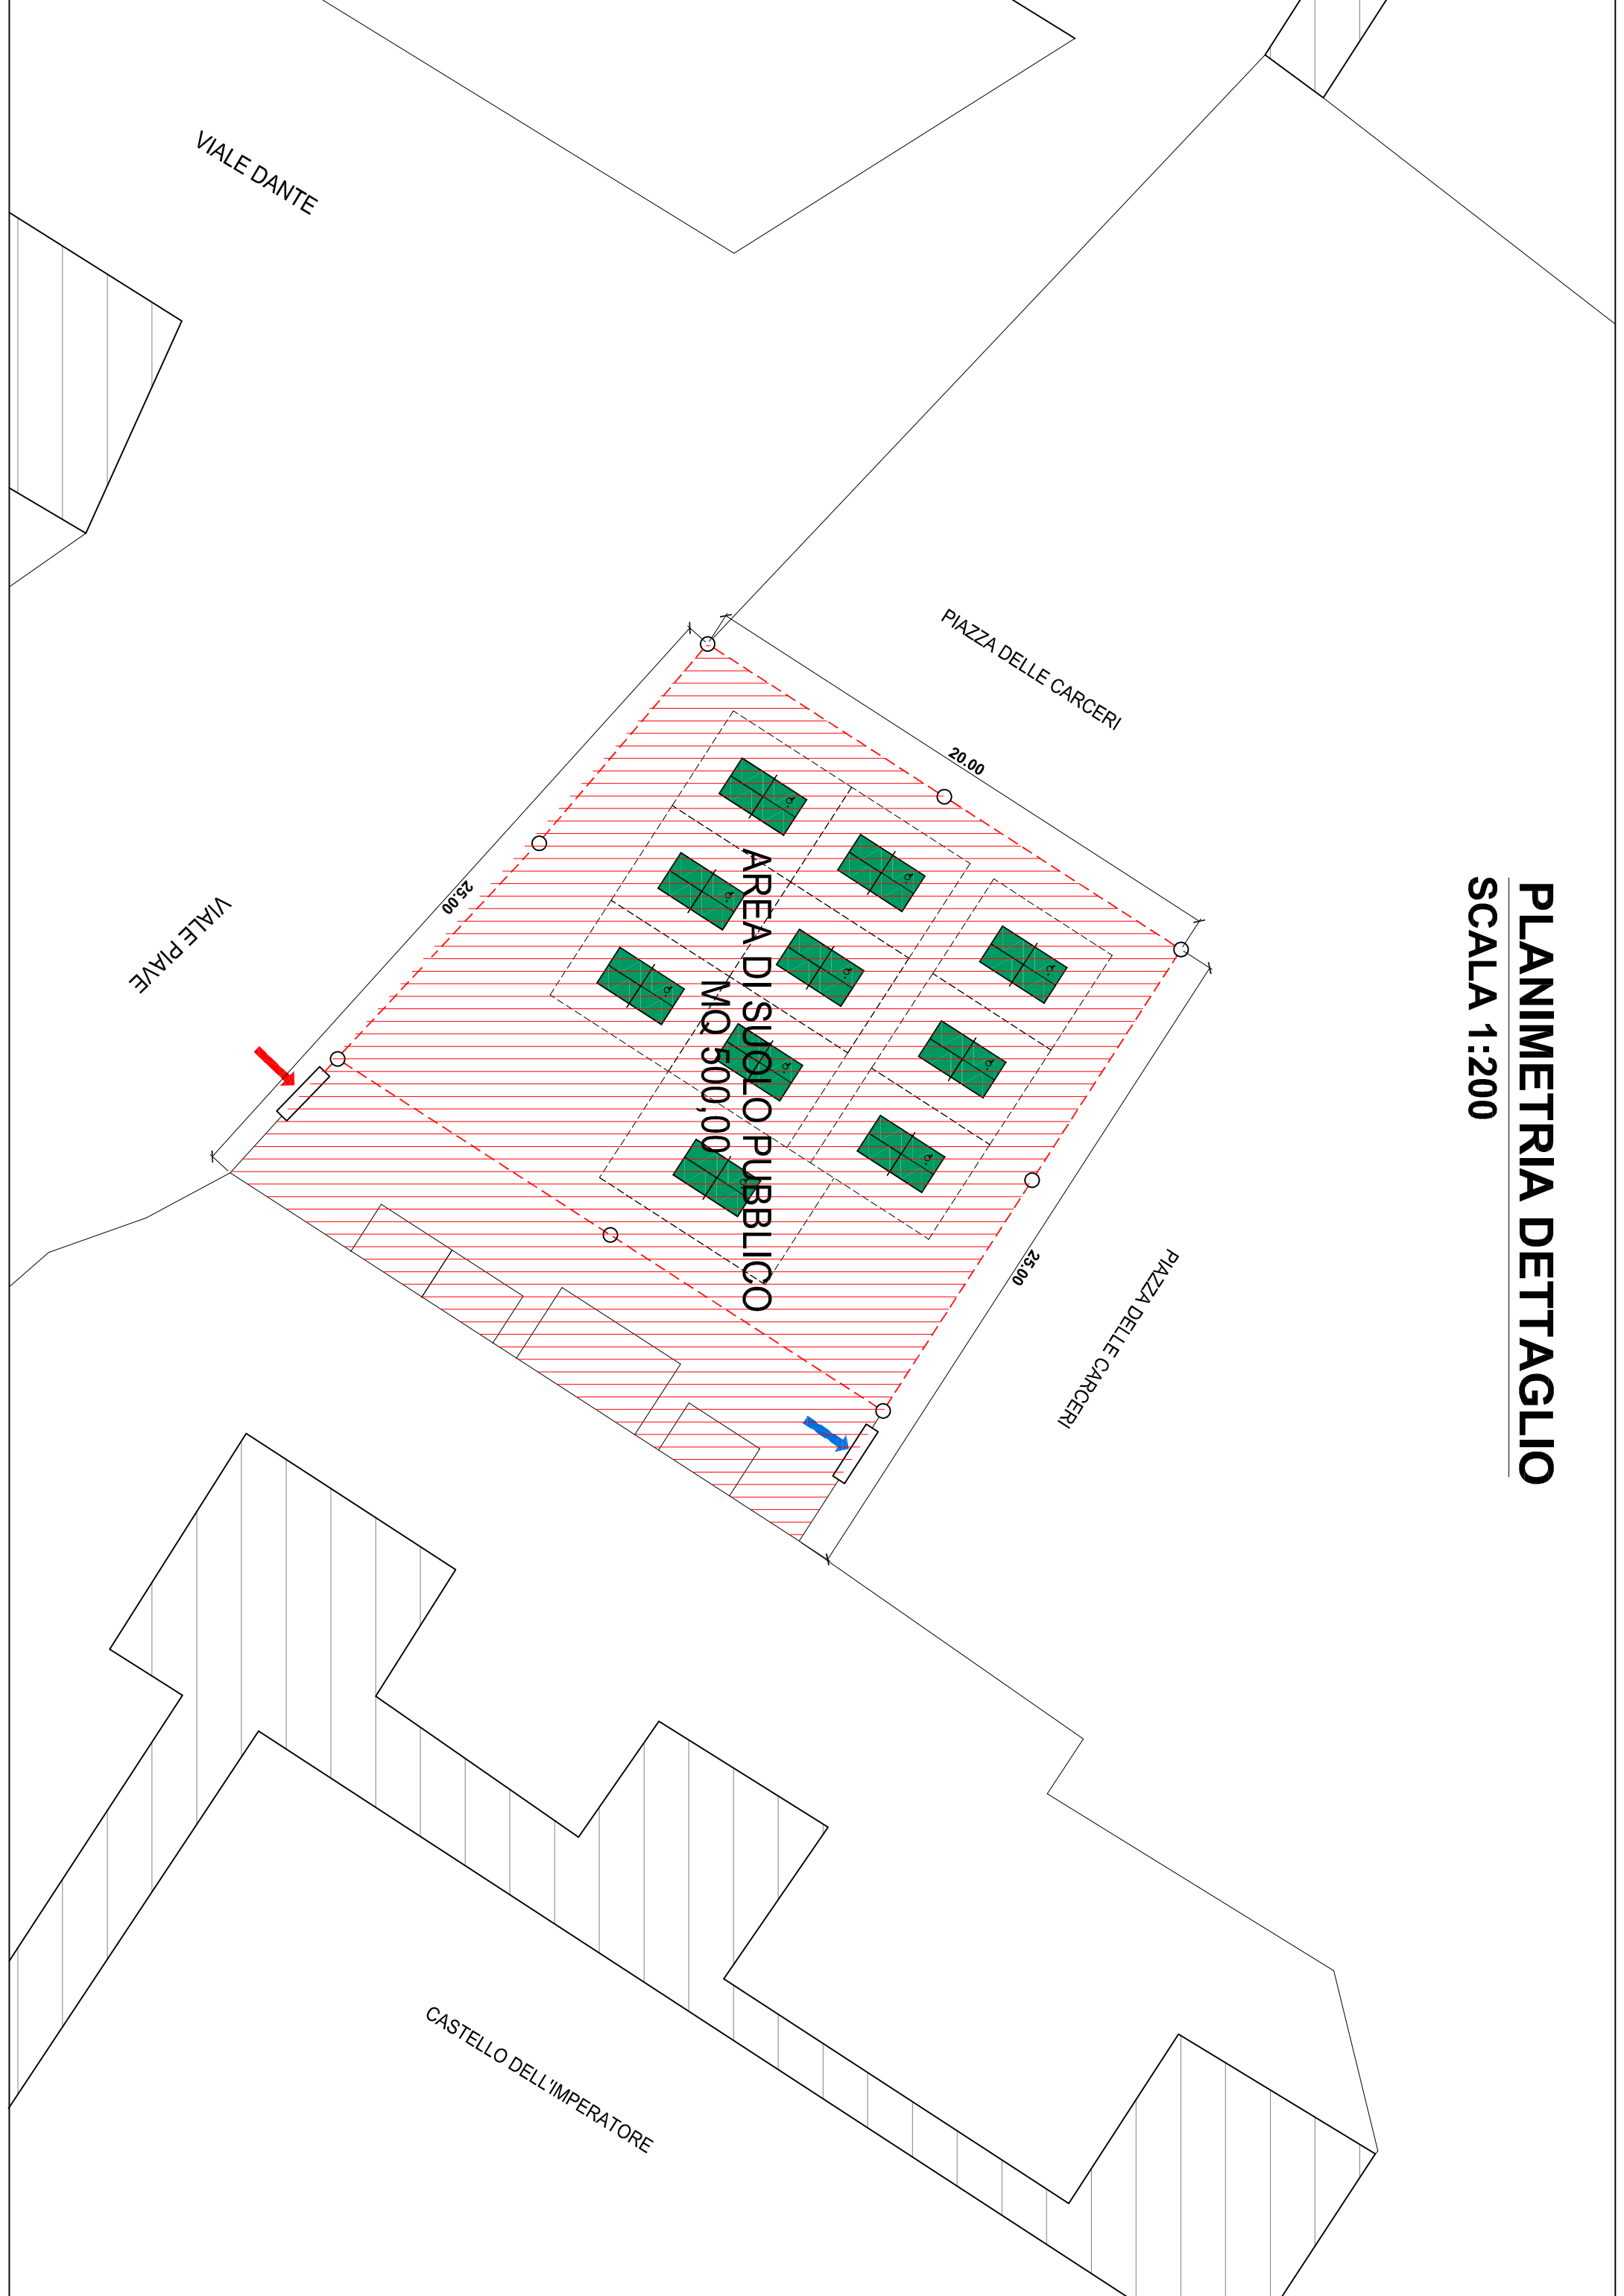 PLANIMETRIA DETTAGLIO
SCALA 1:200
VIALE DANTE
PIAZZA DELLE CARCERI
20.00
25.00
VIALE PIAVE
AREA DI SUOLO PUBBLICO
MQ 500,00
25.00
PIAZZA DELLE CARCERI
CASTELLO DELL'IMPERATORE